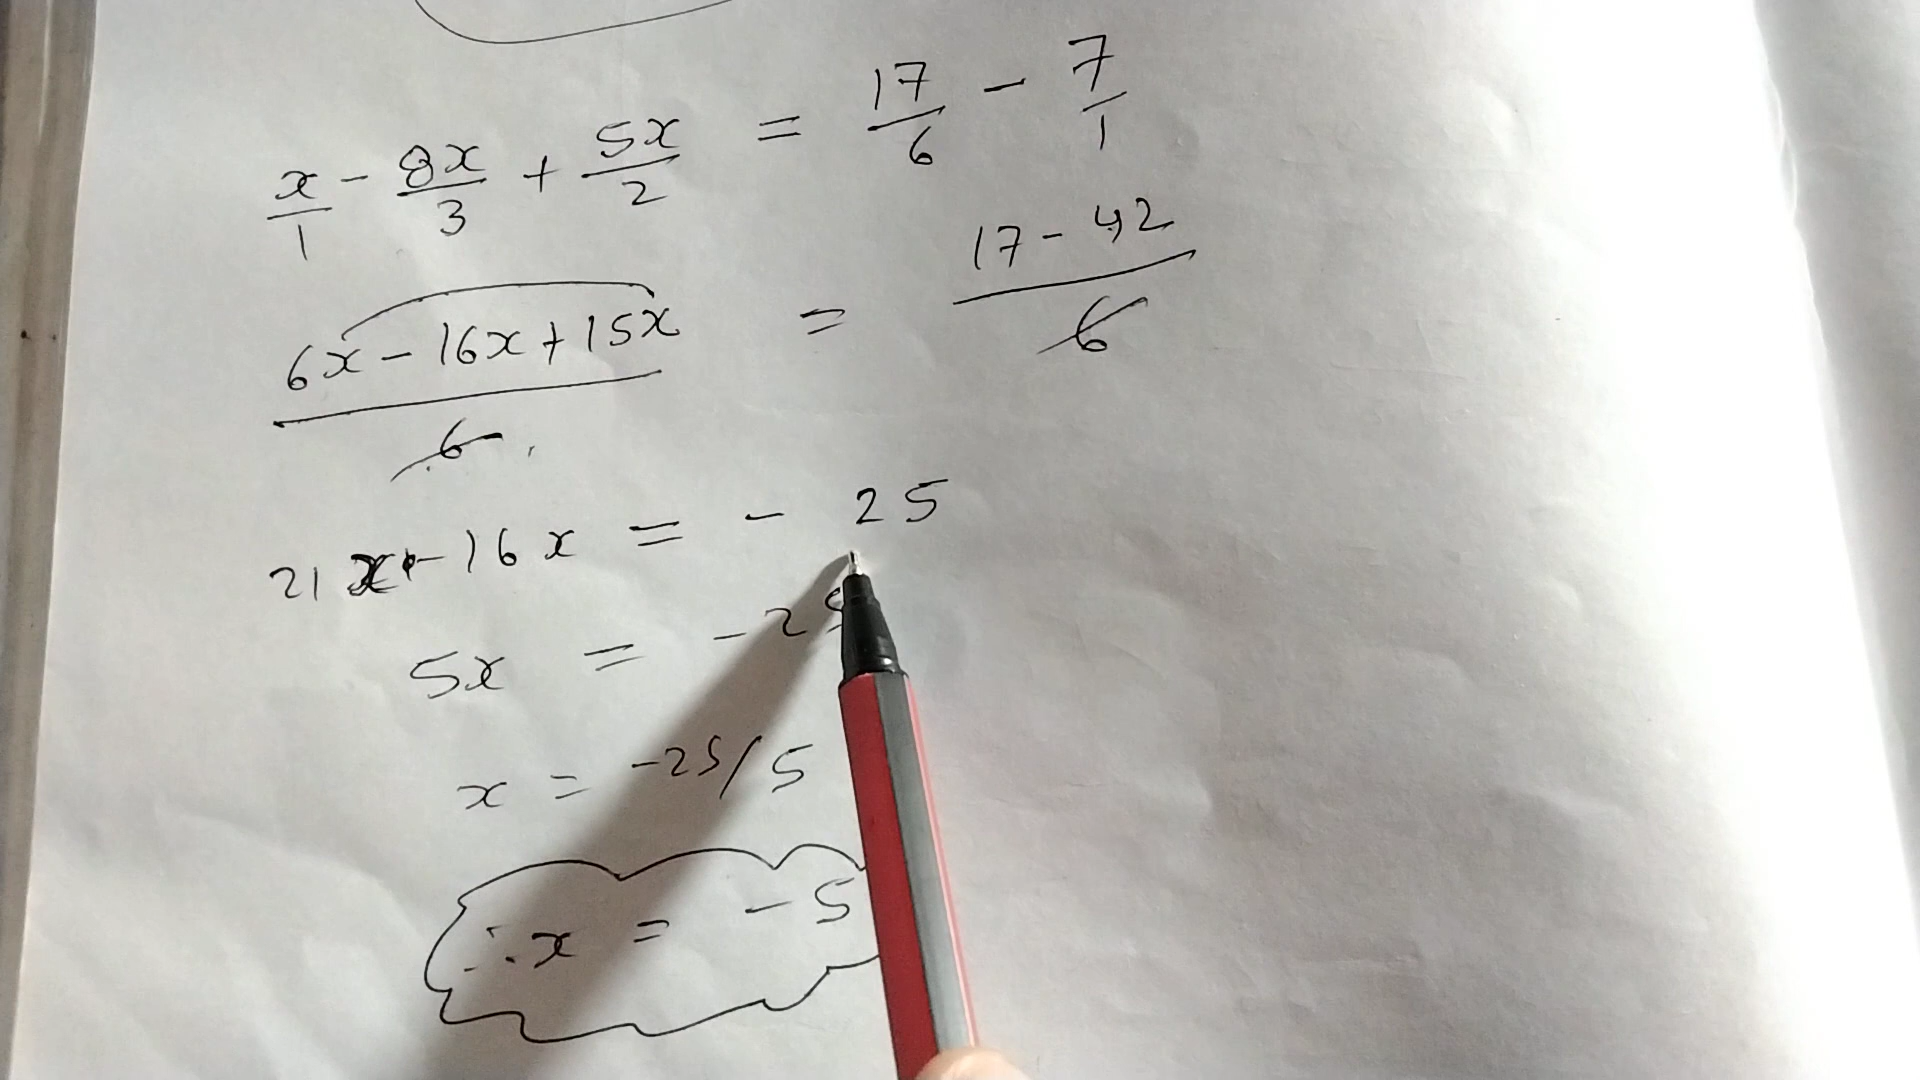 x/1 - 8x/3 + 5x/2 = 17/6 - 7/1
6x - 16x + 15x / 6 = 17 - 42 / 6
21x - 16x = - 25
5x = - 25
x = -25/5
∴ x = - 5